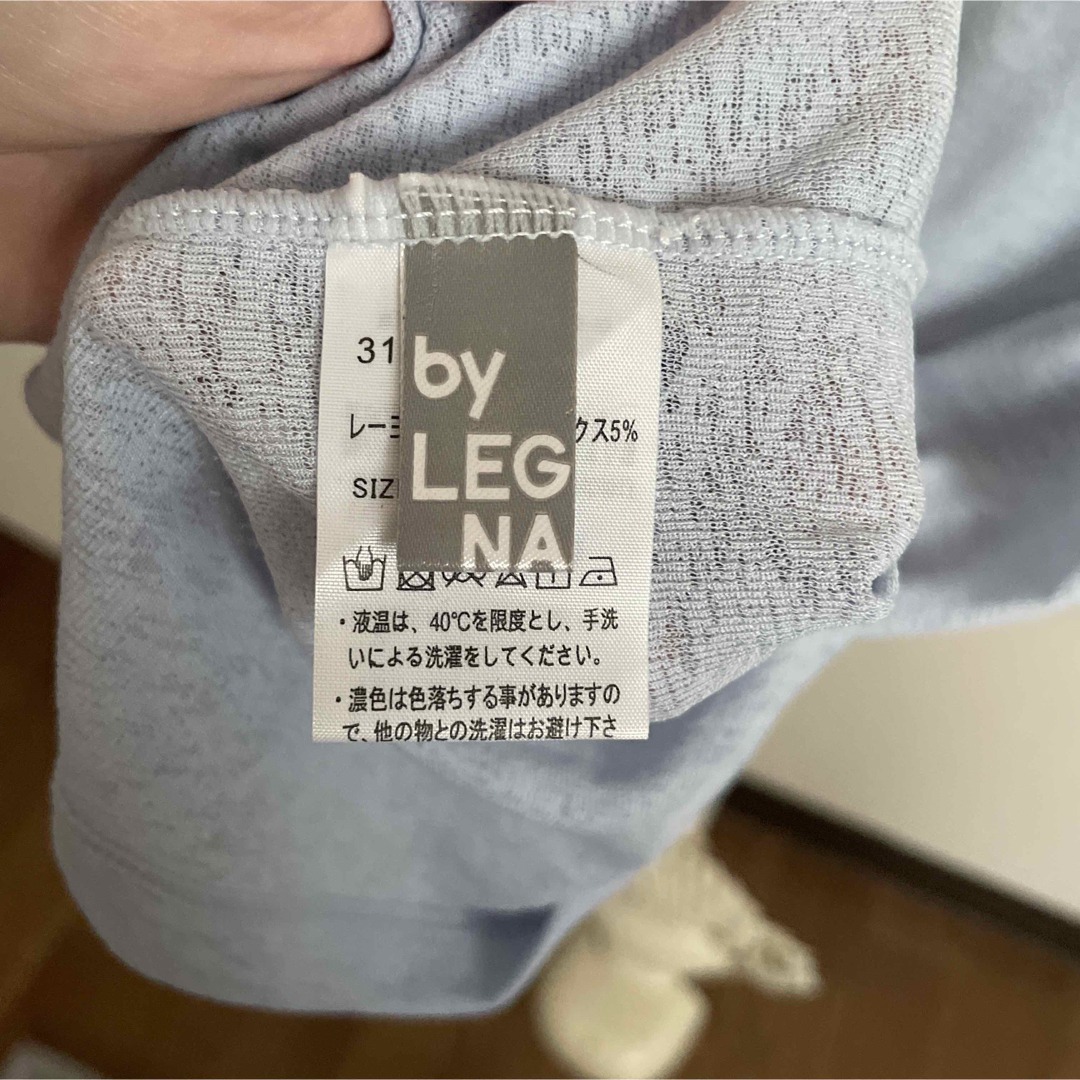 31
by
LEG
NA
レーヨ クス5%
SIZ
・液温は、40℃を限度とし、手洗
いによる洗濯をしてください。
・濃色は色落ちする事がありますの
で、他の物との洗濯はお避け下さ